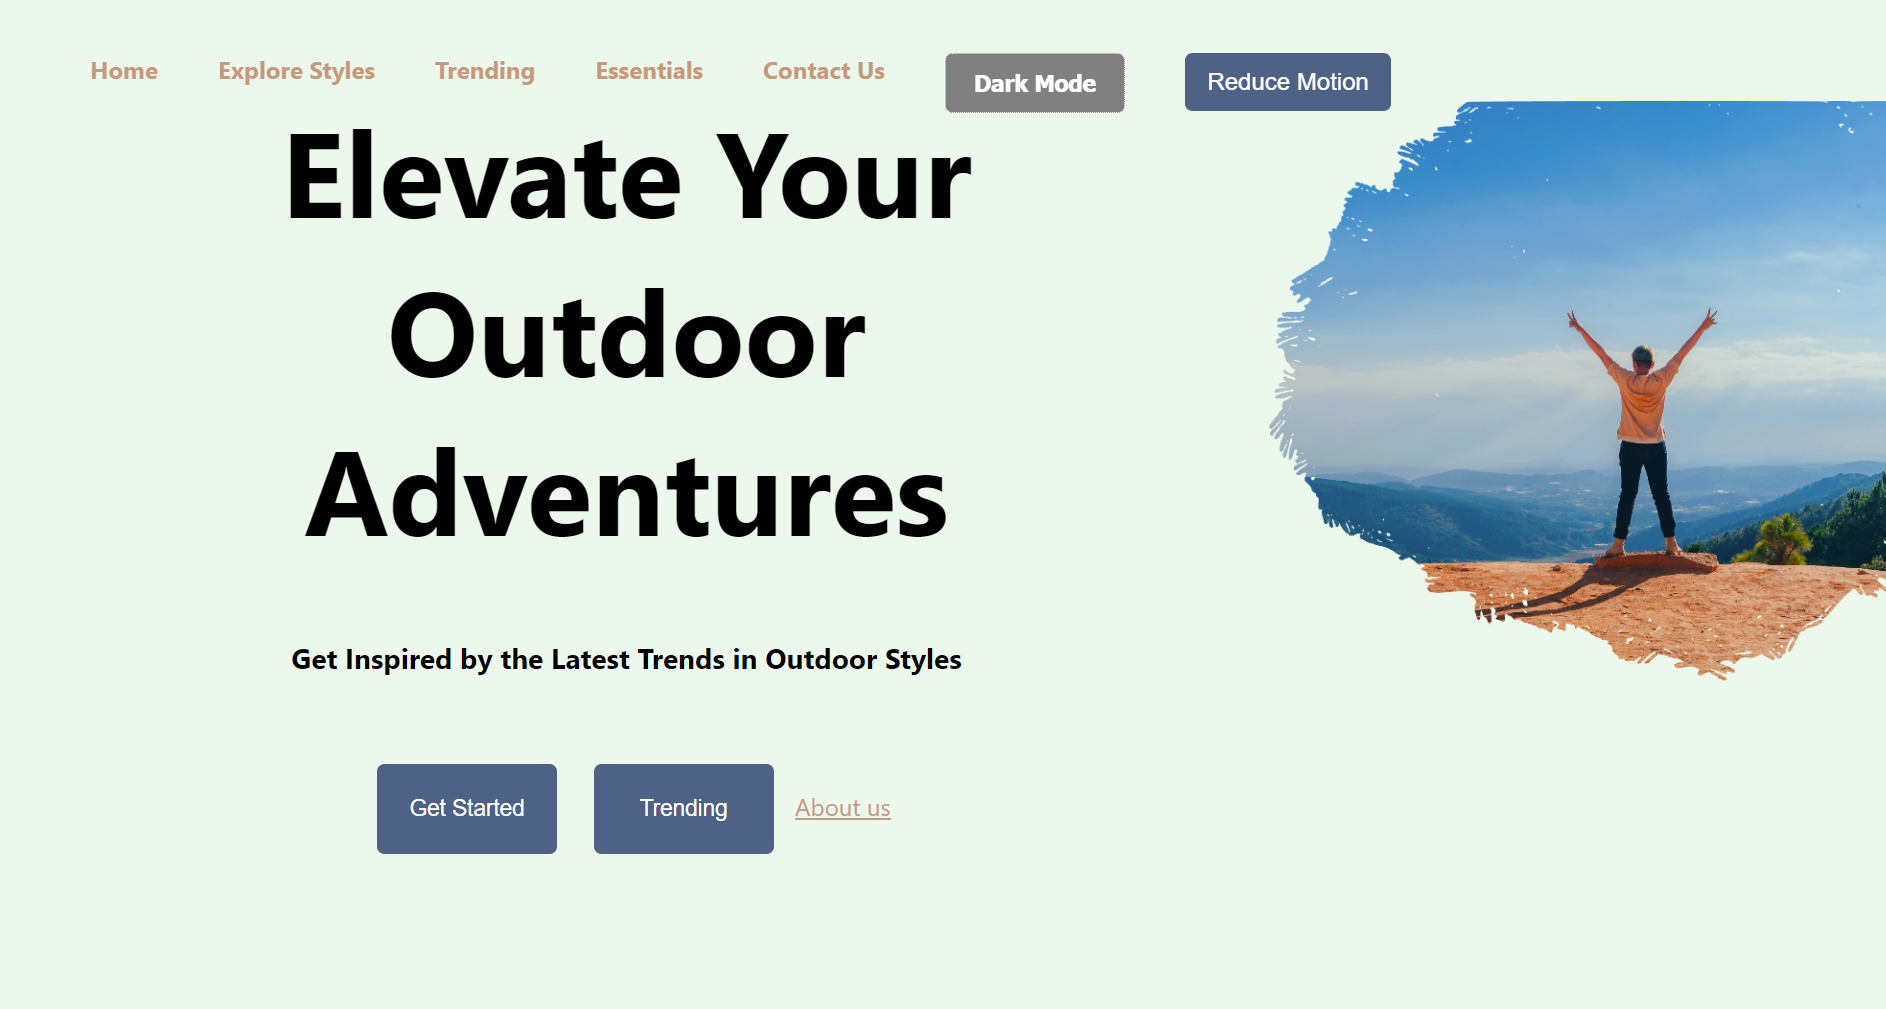 Home Explore Styles Trending Essentials Contact Us Dark Mode Reduce Motion
Elevate Your
Outdoor
Adventures
Get Inspired by the Latest Trends in Outdoor Styles
Get Started Trending About us